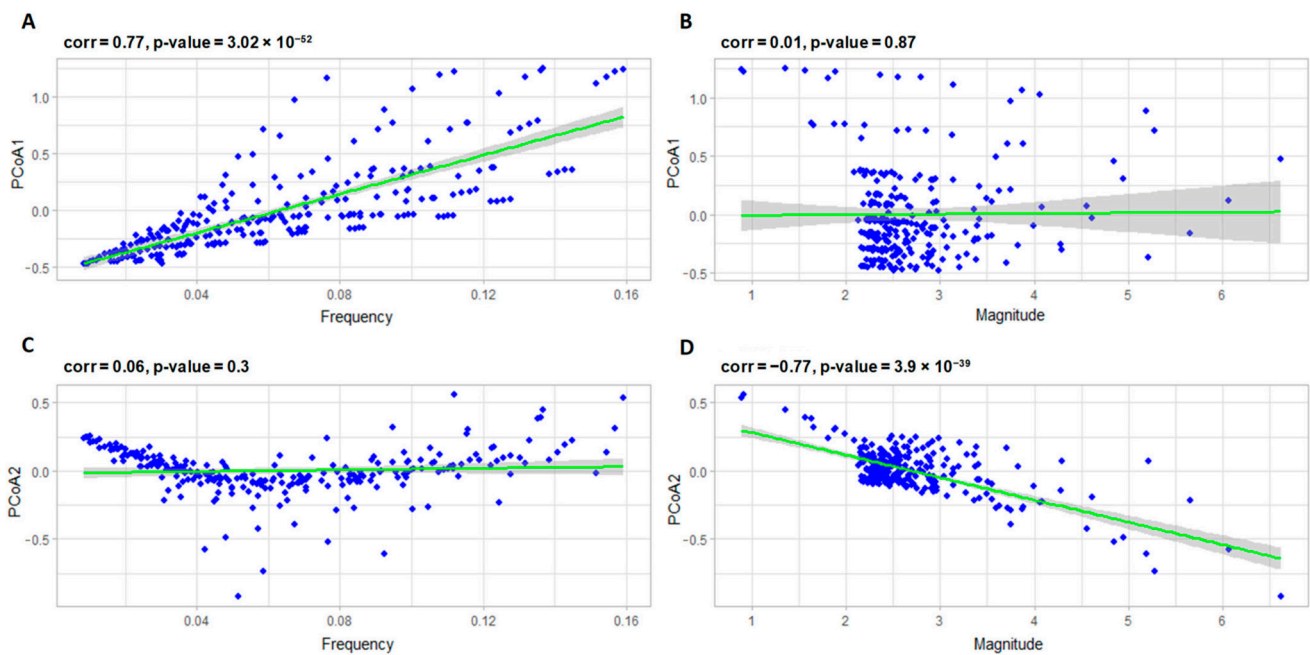 A
corr = 0.77, p-value = 3.02 × 10⁻⁵²
PCoA1
1.0
0.5
0.0
−0.5
0.04
0.08
0.12
0.16
Frequency
B
corr = 0.01, p-value = 0.87
PCoA1
1.0
0.5
0.0
−0.5
1
2
3
4
5
6
Magnitude
C
corr = 0.06, p-value = 0.3
PCoA2
0.5
0.0
−0.5
0.04
0.08
0.12
0.16
Frequency
D
corr = −0.77, p-value = 3.9 × 10⁻³⁹
PCoA2
0.5
0.0
−0.5
1
2
3
4
5
6
Magnitude